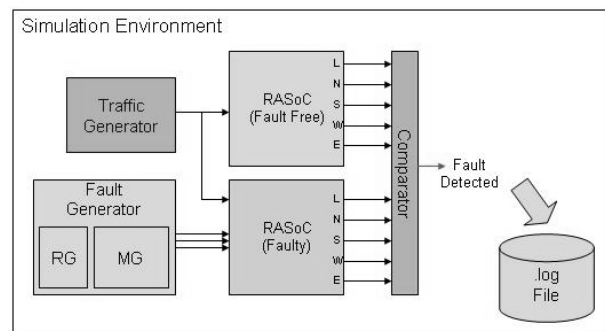 Simulation Environment
Traffic
Generator
Fault
Generator
RG
MG
RASoC
(Fault Free)
L
N
S
W
E
RASoC
(Faulty)
L
N
S
W
E
Comparator
Fault
Detected
.log
File